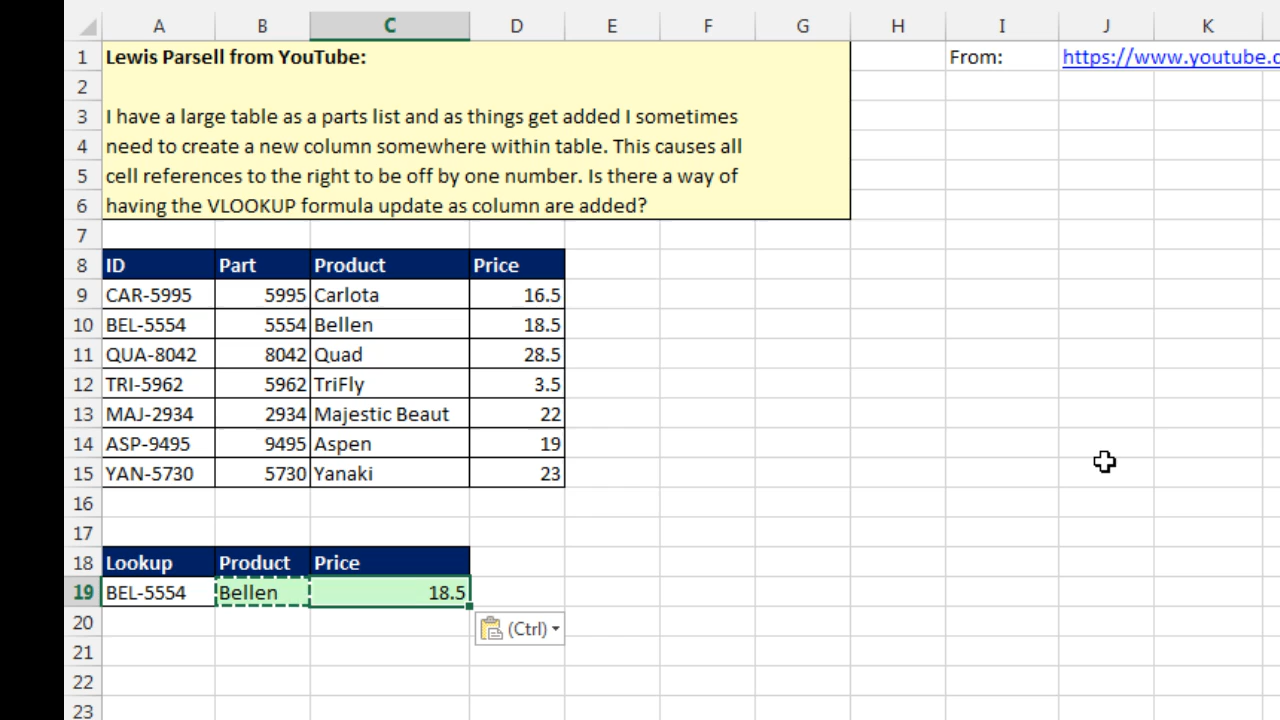 A B C D E F G H I J K
1 Lewis Parsell from YouTube: From: https://www.youtube.c
2
3 I have a large table as a parts list and as things get added I sometimes
4 need to create a new column somewhere within table. This causes all
5 cell references to the right to be off by one number. Is there a way of
6 having the VLOOKUP formula update as column are added?
7
8 ID Part Product Price
9 CAR-5995 5995 Carlota 16.5
10 BEL-5554 5554 Bellen 18.5
11 QUA-8042 8042 Quad 28.5
12 TRI-5962 5962 TriFly 3.5
13 MAJ-2934 2934 Majestic Beaut 22
14 ASP-9495 9495 Aspen 19
15 YAN-5730 5730 Yanaki 23
16
17
18 Lookup Product Price
19 BEL-5554 Bellen 18.5
20 (Ctrl)
21
22
23